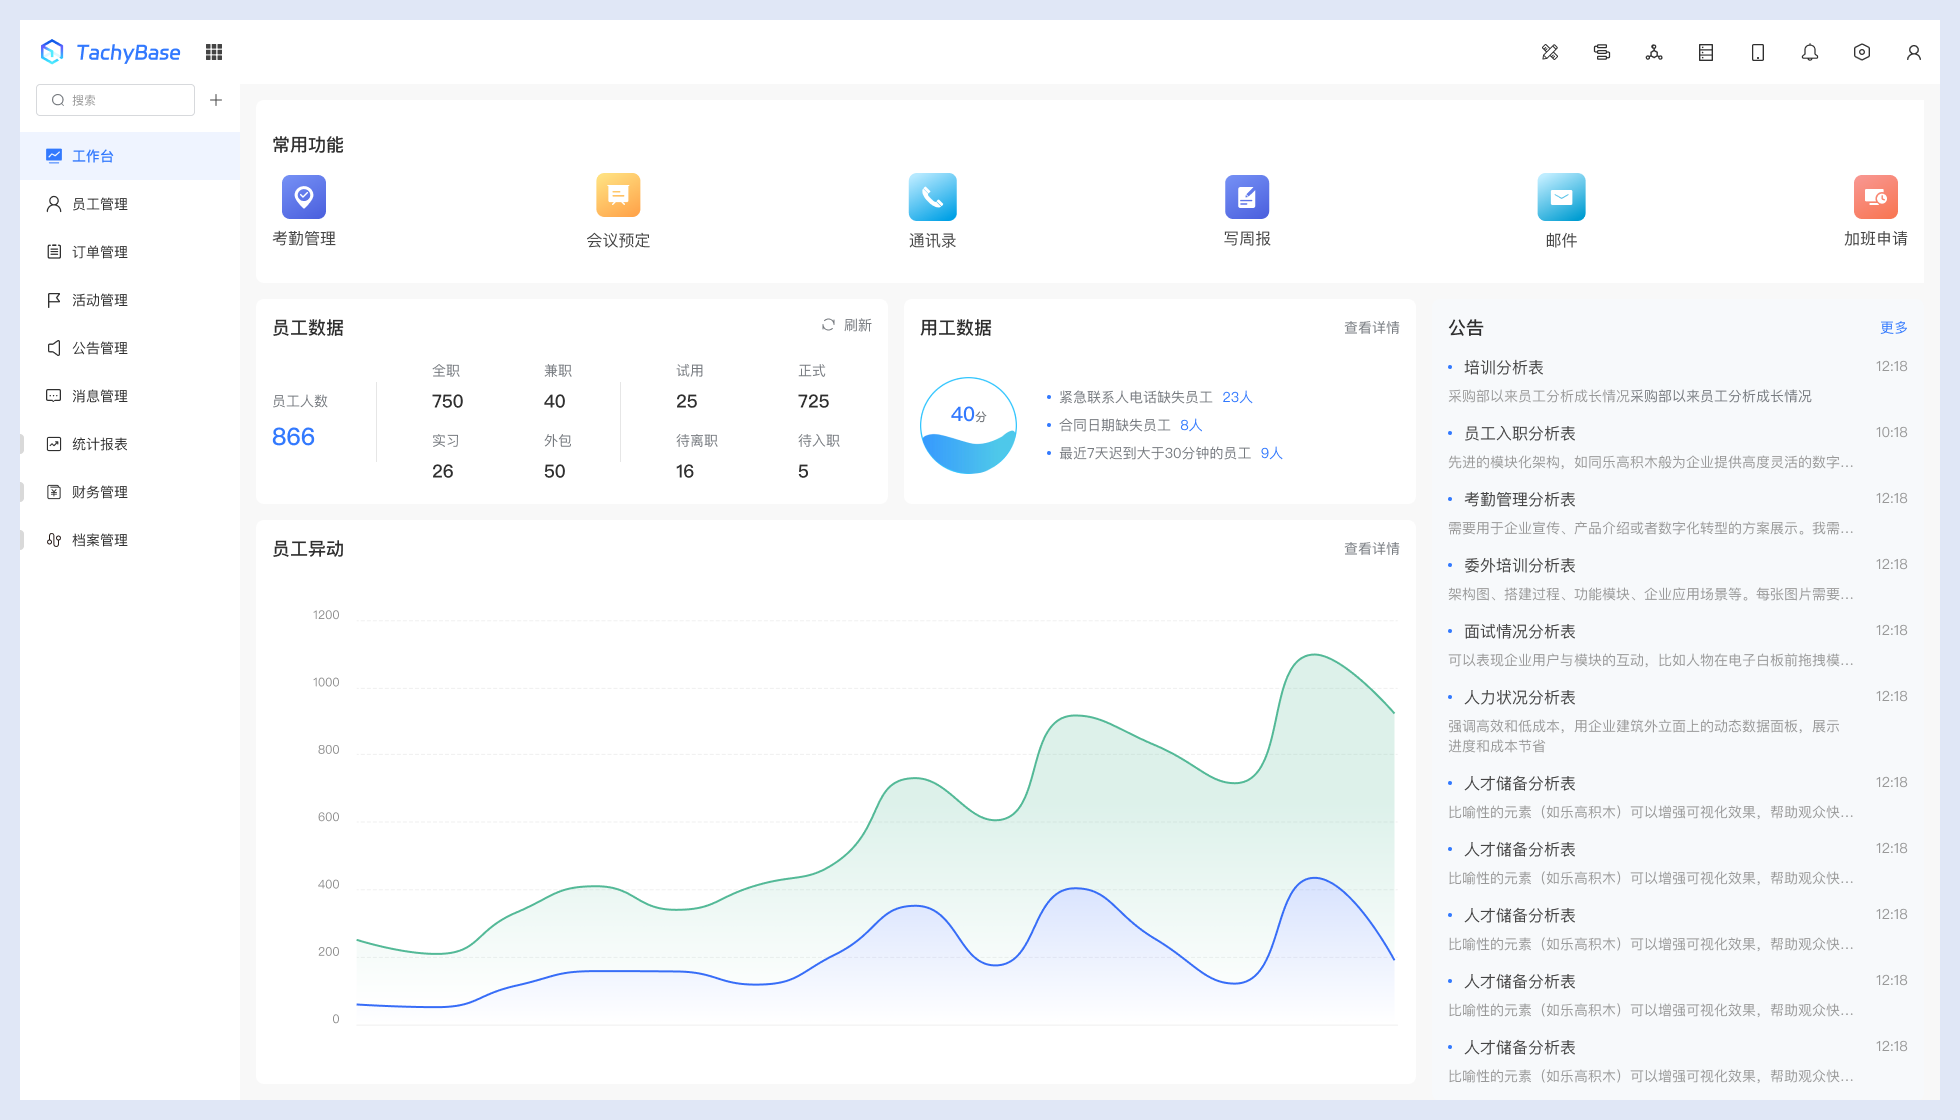 TachyBase
搜索
工作台
员工管理
订单管理
活动管理
公告管理
消息管理
统计报表
财务管理
档案管理
常用功能
考勤管理
会议预定
通讯录
写周报
邮件
加班申请
员工数据
刷新
员工人数
866
全职
750
兼职
40
试用
25
正式
725
实习
26
外包
50
待离职
16
待入职
5
用工数据
查看详情
40分
紧急联系人电话缺失员工 23人
合同日期缺失员工 8人
最近7天迟到大于30分钟的员工 9人
员工异动
查看详情
1200
1000
800
600
400
200
0
公告
更多
培训分析表 12:18
采购部以来员工分析成长情况采购部以来员工分析成长情况
员工入职分析表 10:18
先进的模块化架构，如同乐高积木般为企业提供高度灵活的数字...
考勤管理分析表 12:18
需要用于企业宣传、产品介绍或者数字化转型的方案展示。我需...
委外培训分析表 12:18
架构图、搭建过程、功能模块、企业应用场景等。每张图片需要...
面试情况分析表 12:18
可以表现企业用户与模块的互动，比如人物在电子白板前拖拽模...
人力状况分析表 12:18
强调高效和低成本，用企业建筑外立面上的动态数据面板，展示
进度和成本节省
人才储备分析表 12:18
比喻性的元素（如乐高积木）可以增强可视化效果，帮助观众快...
人才储备分析表 12:18
比喻性的元素（如乐高积木）可以增强可视化效果，帮助观众快...
人才储备分析表 12:18
比喻性的元素（如乐高积木）可以增强可视化效果，帮助观众快...
人才储备分析表 12:18
比喻性的元素（如乐高积木）可以增强可视化效果，帮助观众快...
人才储备分析表 12:18
比喻性的元素（如乐高积木）可以增强可视化效果，帮助观众快...